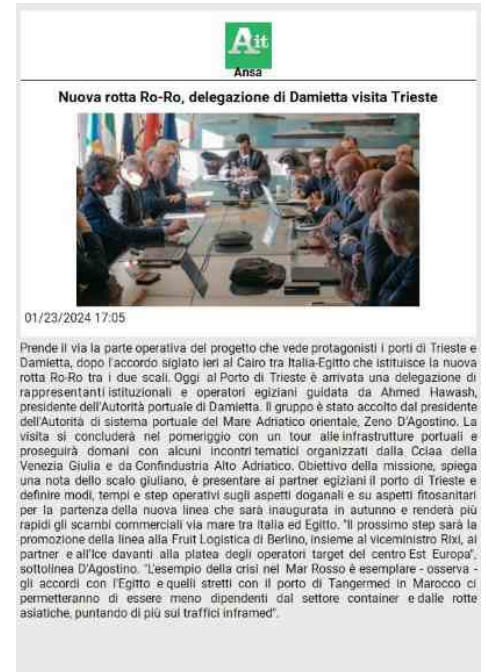 Ait
Ansa
Nuova rotta Ro-Ro, delegazione di Damietta visita Trieste
01/23/2024 17:05
Prende il via la parte operativa del progetto che vede protagonisti i porti di Trieste e
Damietta, dopo l'accordo siglato ieri al Cairo tra Italia-Egitto che istituisce la nuova
rotta Ro-Ro tra i due scali. Oggi al Porto di Trieste è arrivata una delegazione di
rappresentanti istituzionali e operatori egiziani guidata da Ahmed Hawash,
presidente dell'Autorità portuale di Damietta. Il gruppo è stato accolto dal presidente
dell'Autorità di sistema portuale del Mare Adriatico orientale, Zeno D'Agostino. La
visita si concluderà nel pomeriggio con un tour alle infrastrutture portuali e
proseguirà domani con alcuni incontri tematici organizzati dalla Cciaa della
Venezia Giulia e da Confindustria Alto Adriatico. Obiettivo della missione, spiega
una nota dello scalo giuliano, è presentare ai partner egiziani il porto di Trieste e
definire modi, tempi e step operativi sugli aspetti doganali e su aspetti fitosanitari
per la partenza della nuova linea che sarà inaugurata in autunno e renderà più
rapidi gli scambi commerciali via mare tra Italia ed Egitto. "Il prossimo step sarà la
promozione della linea alla Fruit Logistica di Berlino, insieme al viceministro Rixi, ai
partner e all'Ice davanti alla platea degli operatori target del centro Est Europa",
sottolinea D'Agostino. "L'esempio della crisi nel Mar Rosso è esemplare - osserva -
gli accordi con l'Egitto e quelli stretti con il porto di Tangermed in Marocco ci
permetteranno di essere meno dipendenti dal settore container e dalle rotte
asiatiche, puntando di più sui traffici inframed".